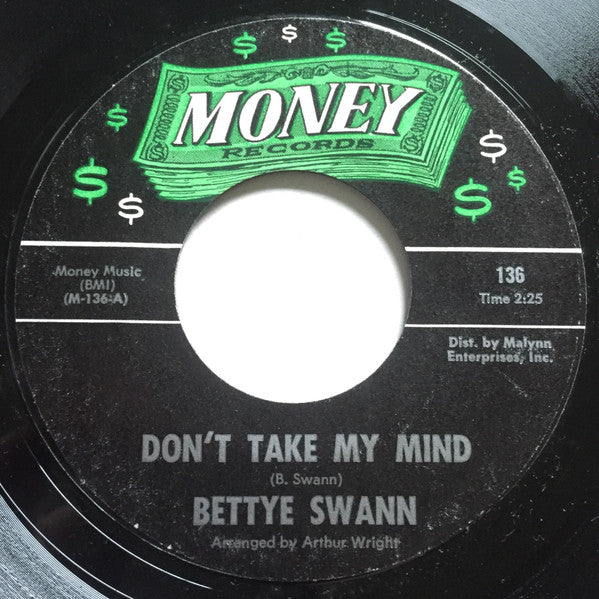 $ $ $
$ MONEY $
RECORDS $
$ $ $
Money Music
(BMI)
(M-136-A)
136
Time 2:25
Dist. by Malynn
Enterprises, Inc.
DON'T TAKE MY MIND
(B. Swann)
BETTYE SWANN
Arranged by Arthur Wright